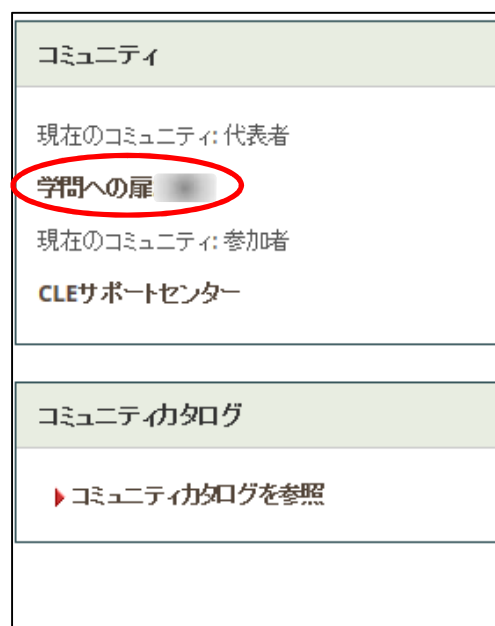 コミュニティ
現在のコミュニティ: 代表者
学問への扉
現在のコミュニティ: 参加者
CLEサポートセンター
コミュニティカタログ
コミュニティカタログを参照